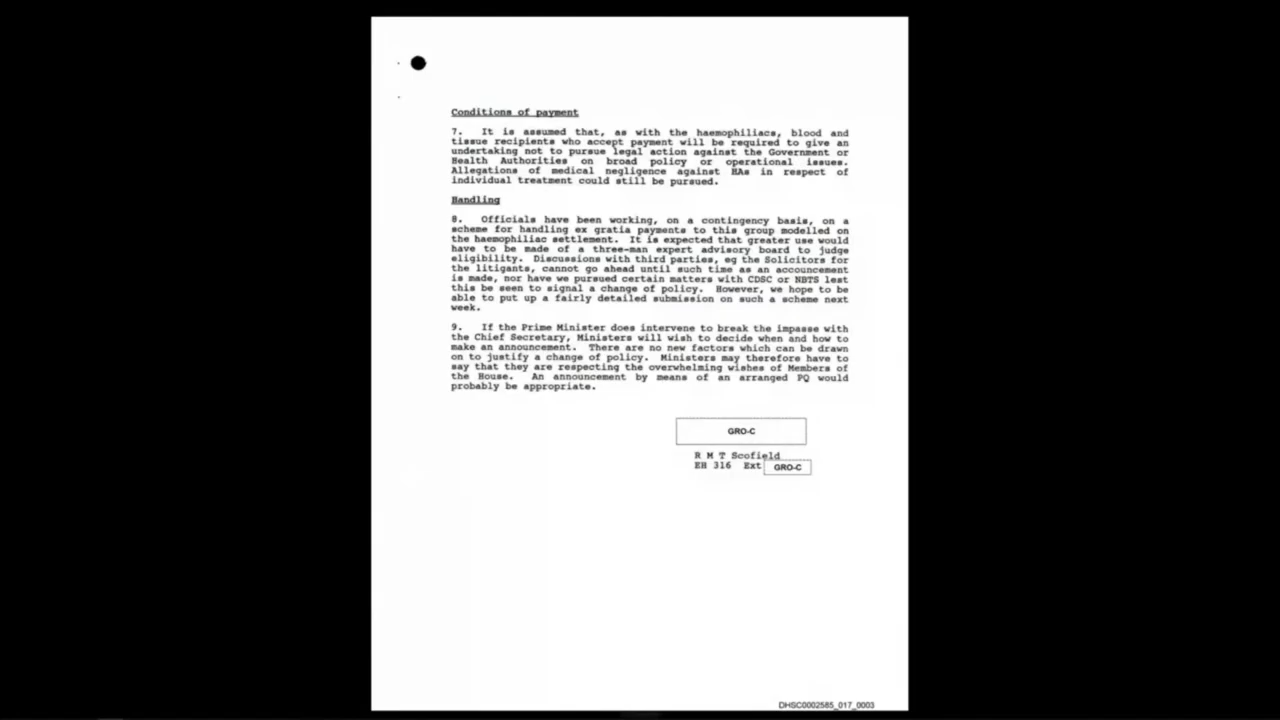 Conditions of payment
7. It is assumed that, as with the haemophiliacs, blood and
tissue recipients who accept payment will be required to give an
undertaking not to pursue legal action against the Government or
Health Authorities on broad policy or operational issues.
Allegations of medical negligence against HAs in respect of
individual treatment could still be pursued.
Handling
8. Officials have been working, on a contingency basis, on a
scheme for handling ex gratia payments to this group modelled on
the haemophiliac settlement. It is expected that greater use would
have to be made of a three-man expert advisory board to judge
eligibility. Discussions with third parties, eg the Solicitors for
the litigants, cannot go ahead until such time as an accouncement
is made, nor have we pursued certain matters with CDSC or NBTS lest
this be seen to signal a change of policy. However, we hope to be
able to put up a fairly detailed submission on such a scheme next
week.
9. If the Prime Minister does intervene to break the impasse with
the Chief Secretary, Ministers will wish to decide when and how to
make an announcement. There are no new factors which can be drawn
on to justify a change of policy. Ministers may therefore have to
say that they are respecting the overwhelming wishes of Members of
the House. An announcement by means of an arranged PQ would
probably be appropriate.
GRO-C
R M T Scofield
EH 316 Ext GRO-C
DHSC0002585_017_0003